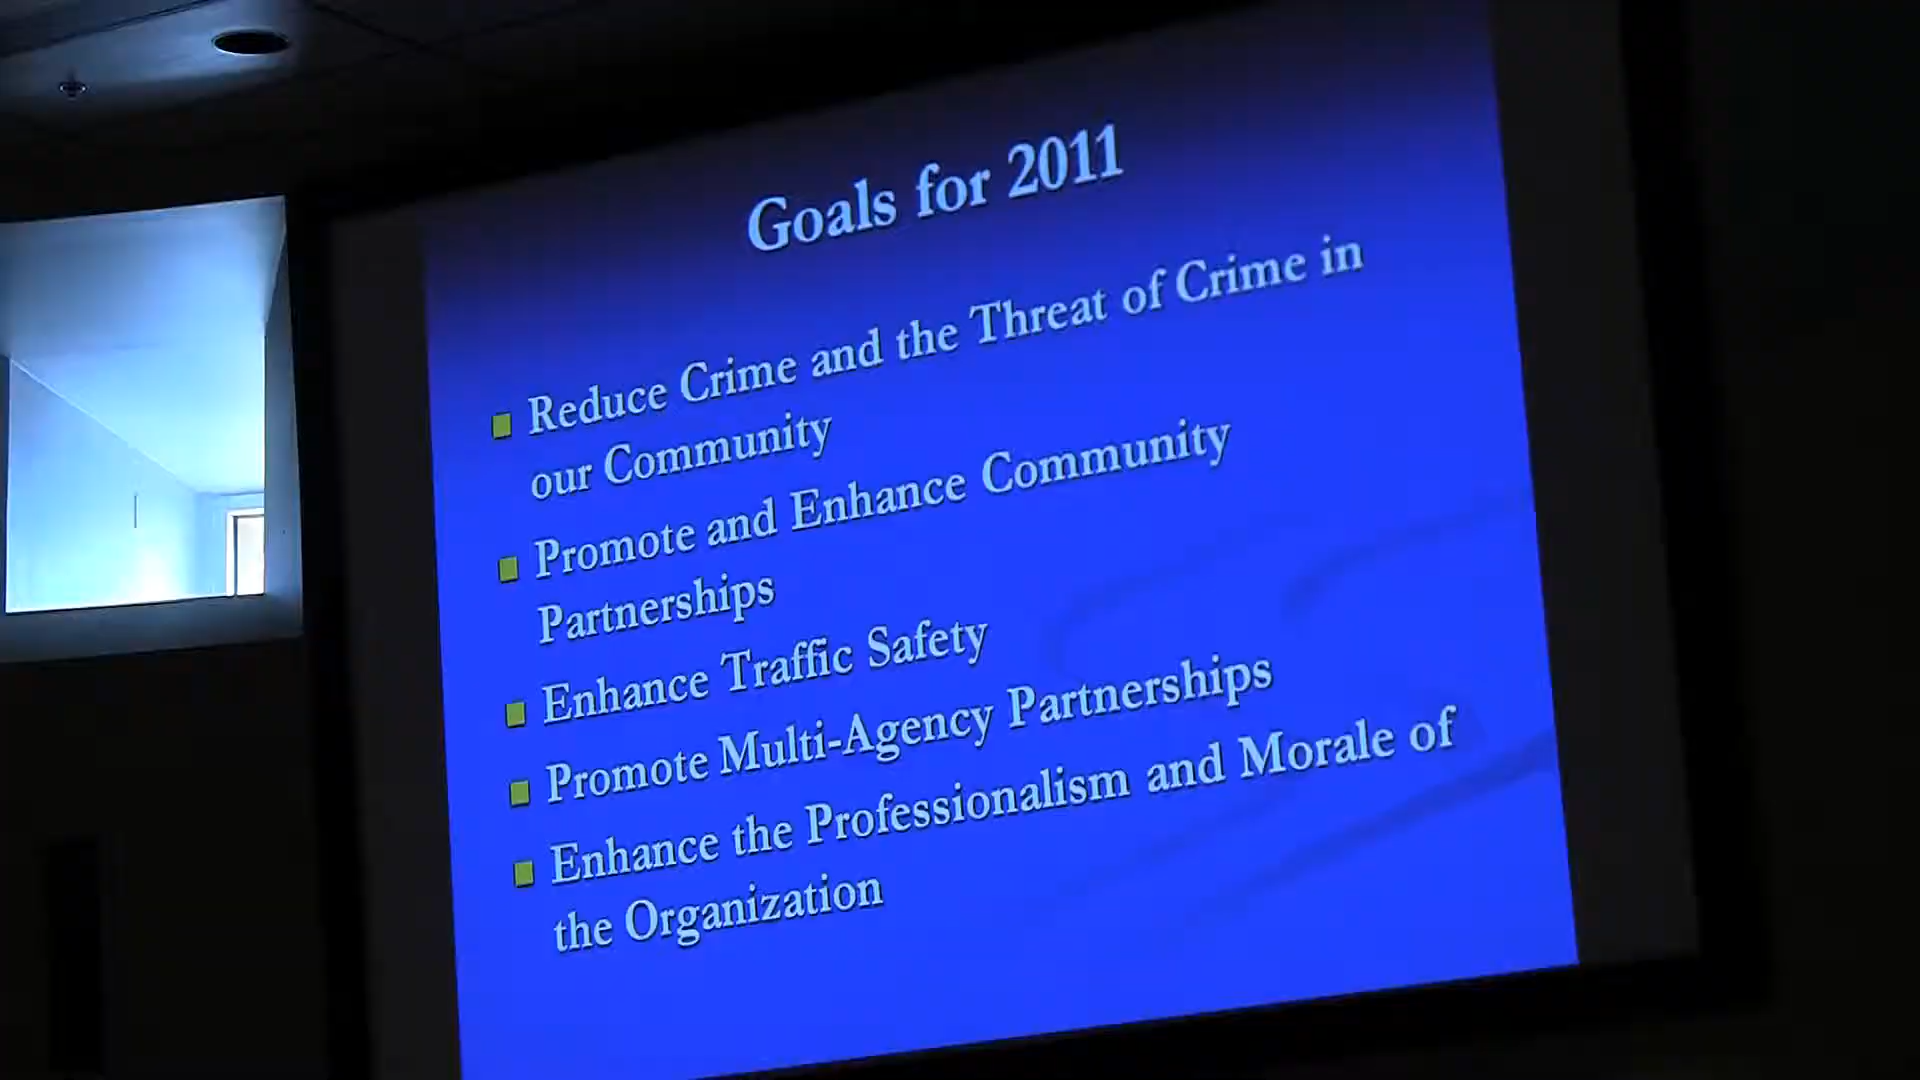 Goals for 2011
Reduce Crime and the Threat of Crime in
our Community
Promote and Enhance Community
Partnerships
Enhance Traffic Safety
Promote Multi-Agency Partnerships
Enhance the Professionalism and Morale of
the Organization